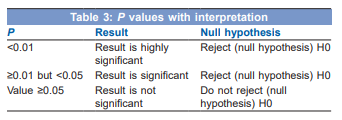 Table 3: P values with interpretation
P Result Null hypothesis
<0.01 Result is highly Reject (null hypothesis) H0
significant
≥0.01 but <0.05 Result is significant Reject (null hypothesis) H0
Value ≥0.05 Result is not Do not reject (null
significant hypothesis) H0